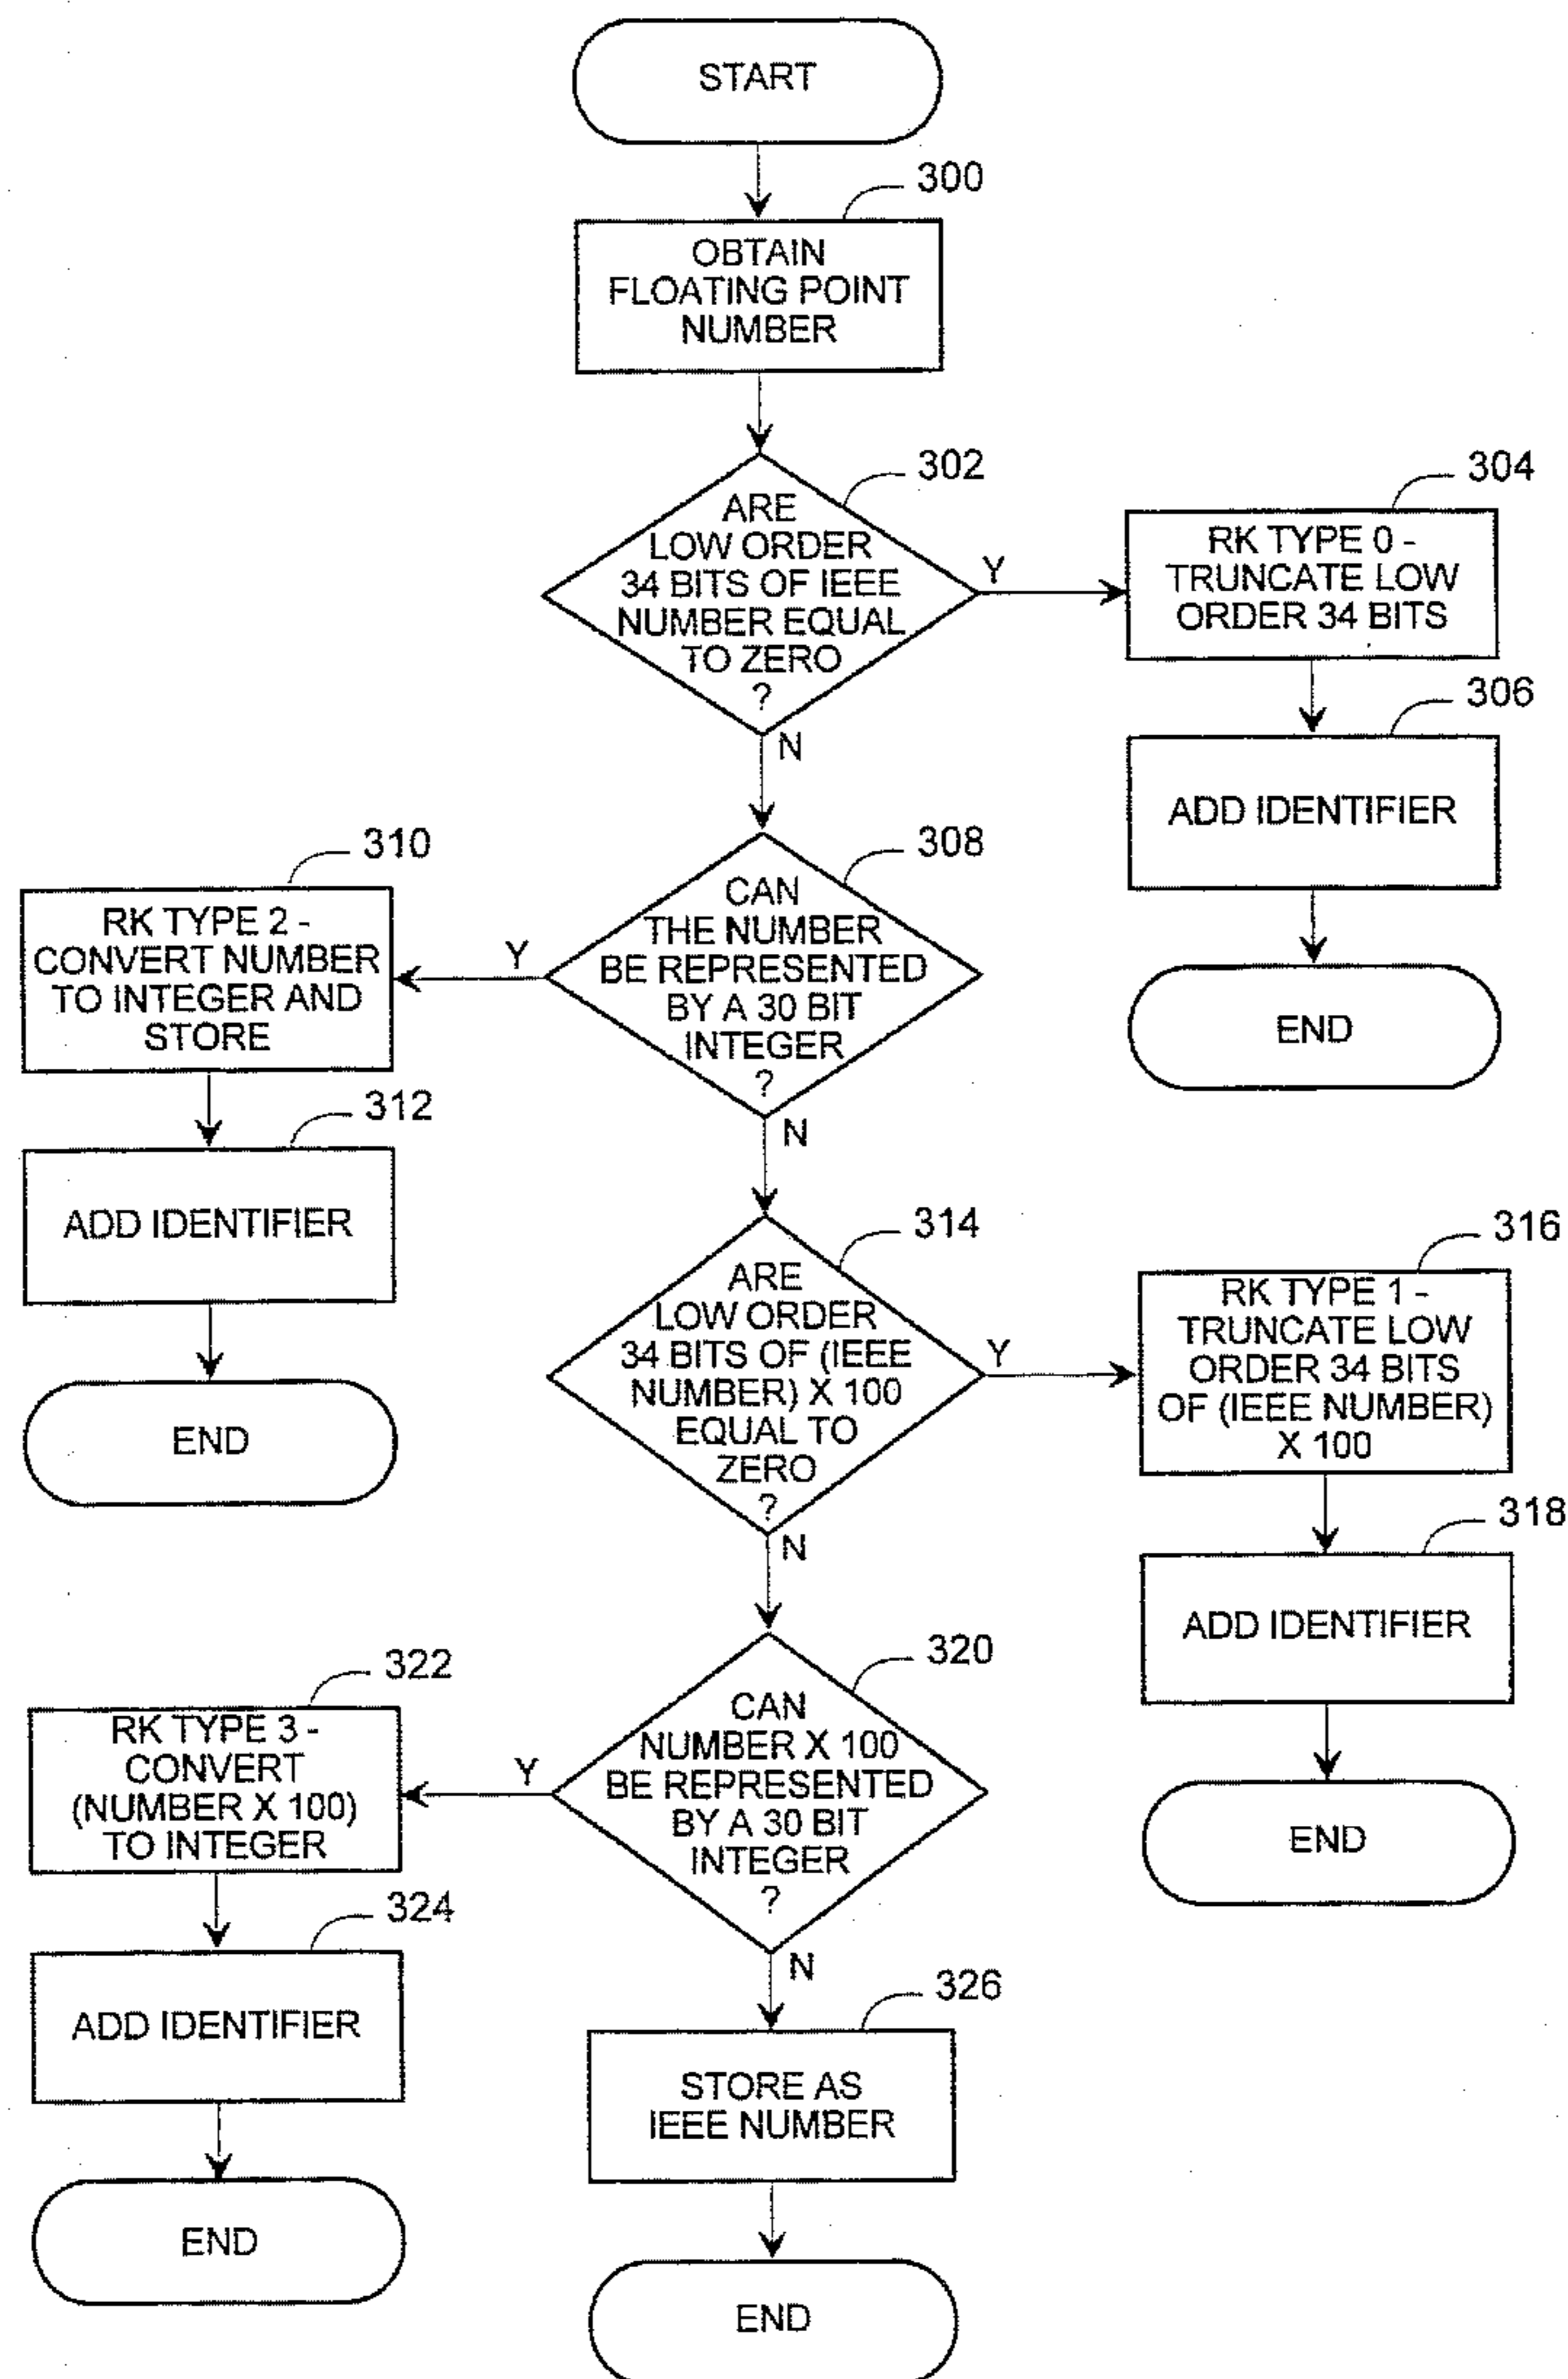 START
300
OBTAIN
FLOATING POINT
NUMBER
302
ARE
LOW ORDER
34 BITS OF IEEE
NUMBER EQUAL
TO ZERO
?
Y
N
304
RK TYPE 0 -
TRUNCATE LOW
ORDER 34 BITS
306
ADD IDENTIFIER
END
308
CAN
THE NUMBER
BE REPRESENTED
BY A 30 BIT
INTEGER
?
Y
N
310
RK TYPE 2 -
CONVERT NUMBER
TO INTEGER AND
STORE
312
ADD IDENTIFIER
END
314
ARE
LOW ORDER
34 BITS OF (IEEE
NUMBER) X 100
EQUAL TO
ZERO
?
Y
N
316
RK TYPE 1 -
TRUNCATE LOW
ORDER 34 BITS
OF (IEEE NUMBER)
X 100
318
ADD IDENTIFIER
END
320
CAN
NUMBER X 100
BE REPRESENTED
BY A 30 BIT
INTEGER
?
Y
N
322
RK TYPE 3 -
CONVERT
(NUMBER X 100)
TO INTEGER
324
ADD IDENTIFIER
END
326
STORE AS
IEEE NUMBER
END